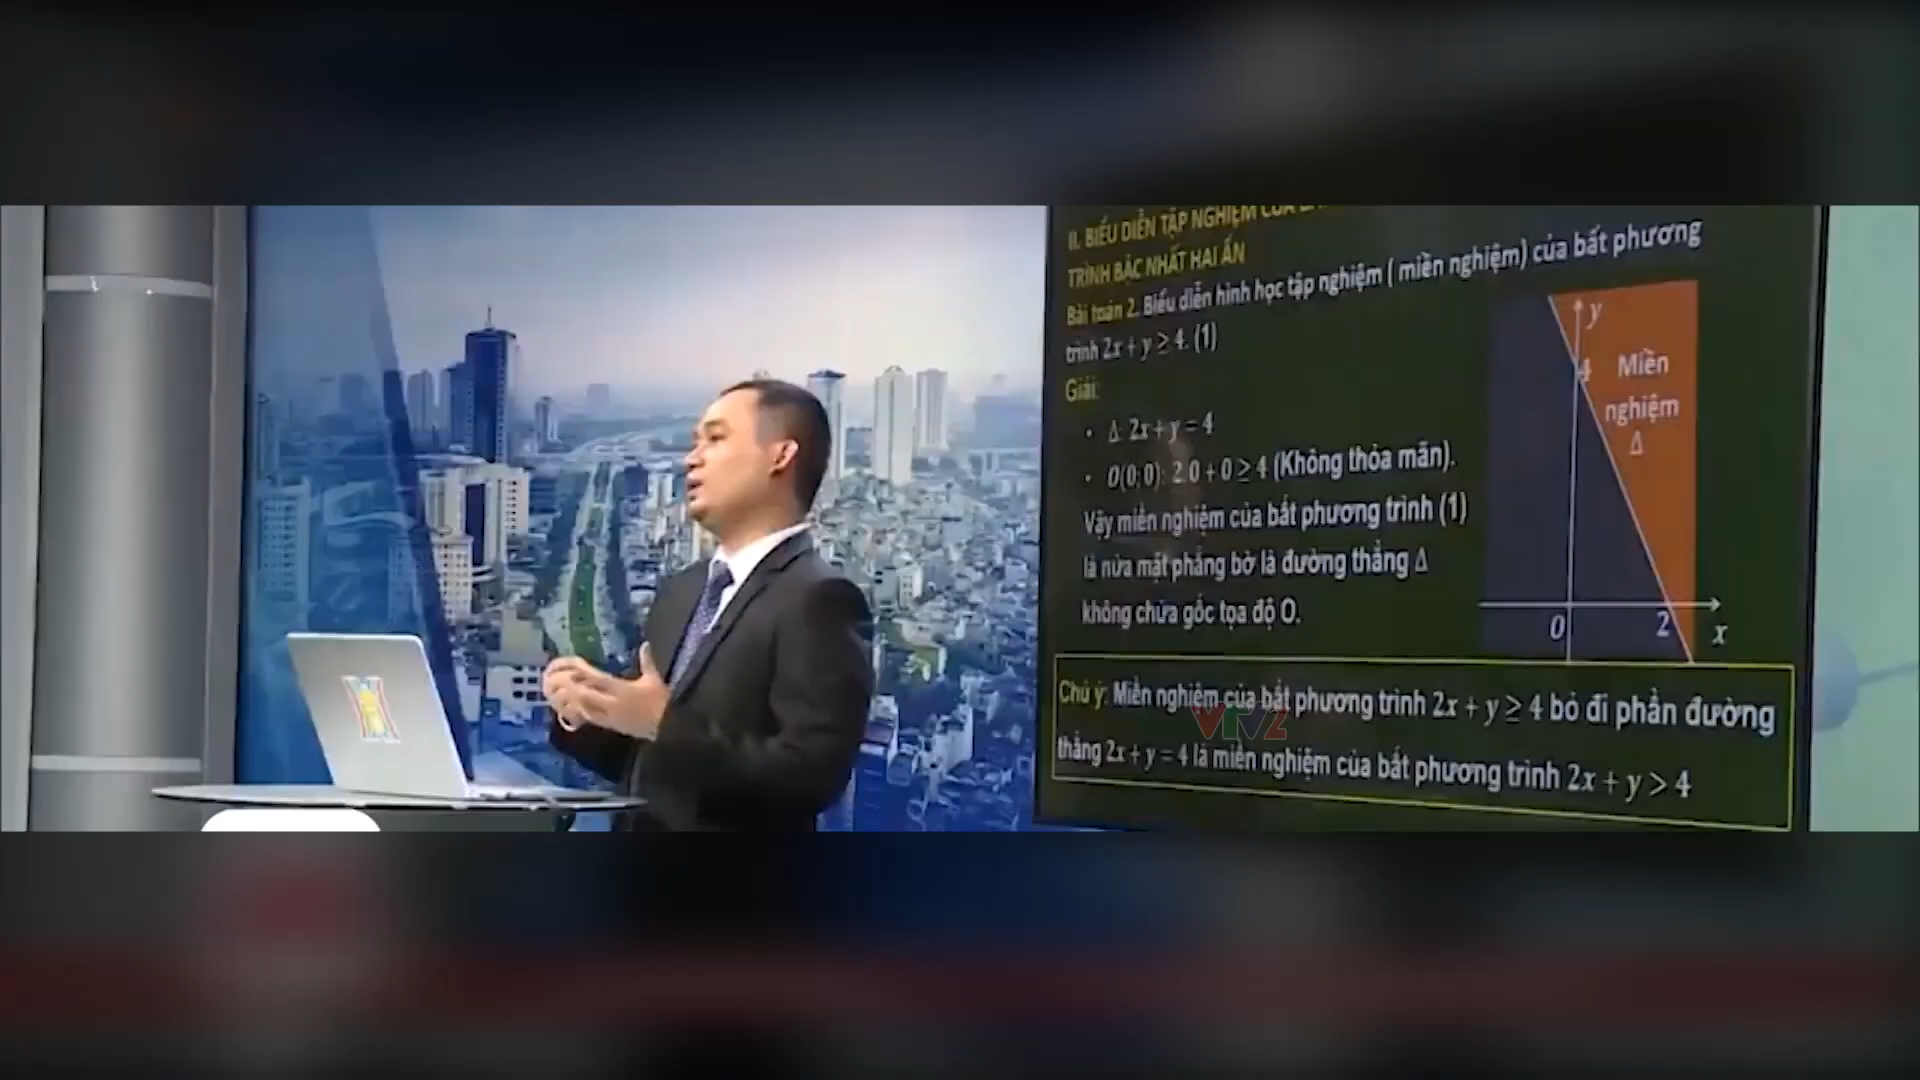 II. BIỂU DIỄN TẬP NGHIỆM CỦA
TRÌNH BẬC NHẤT HAI ẨN
Bài toán 2. Biểu diễn hình học tập nghiệm ( miền nghiệm) của bất phương
trình 2x + y ≥ 4. (1)
Giải:
• Δ: 2x + y = 4
• O(0;0): 2.0 + 0 ≥ 4 (Không thỏa mãn).
Vậy miền nghiệm của bất phương trình (1)
là nửa mặt phẳng bờ là đường thẳng Δ
không chứa gốc tọa độ O.
y
4
Miền
nghiệm
Δ
O
2
x
Chú ý: Miền nghiệm của bất phương trình 2x + y ≥ 4 bỏ đi phần đường
thẳng 2x + y = 4 là miền nghiệm của bất phương trình 2x + y > 4
VTV2